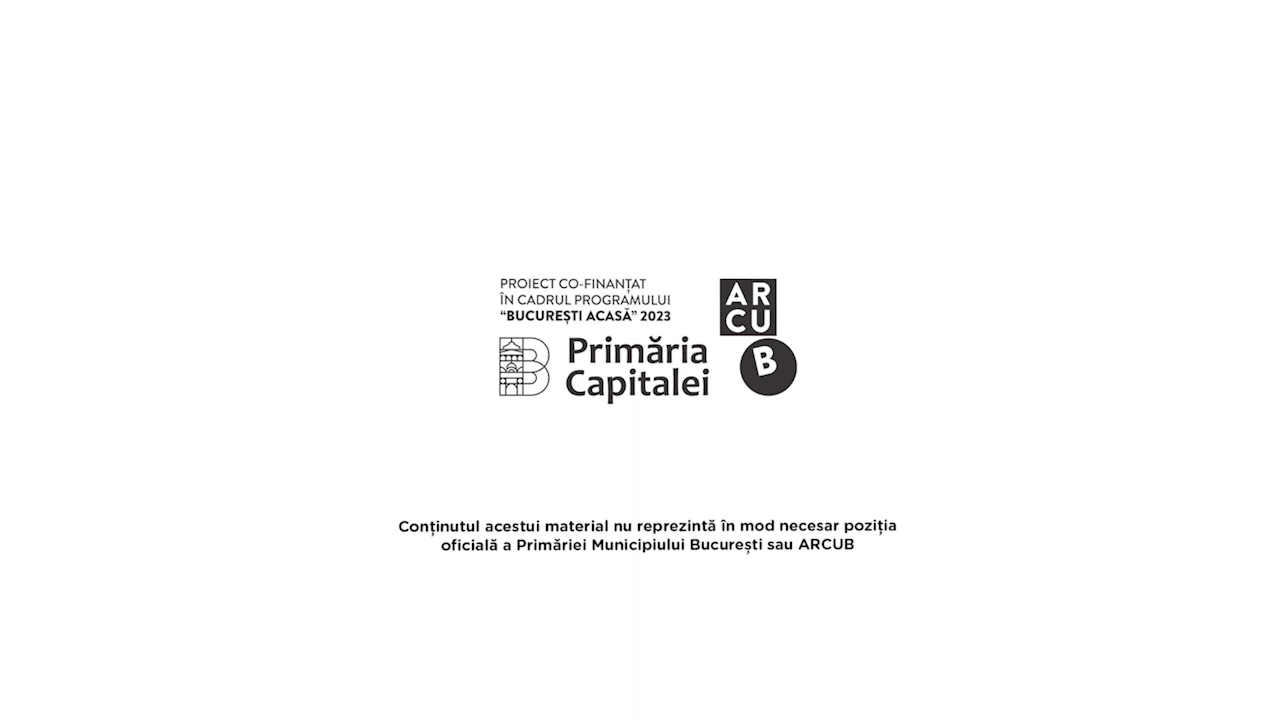 PROIECT CO-FINANȚAT
ÎN CADRUL PROGRAMULUI
“BUCUREȘTI ACASĂ” 2023
Primăria
Capitalei
AR
CU
B
Conținutul acestui material nu reprezintă în mod necesar poziția
oficială a Primăriei Municipiului București sau ARCUB